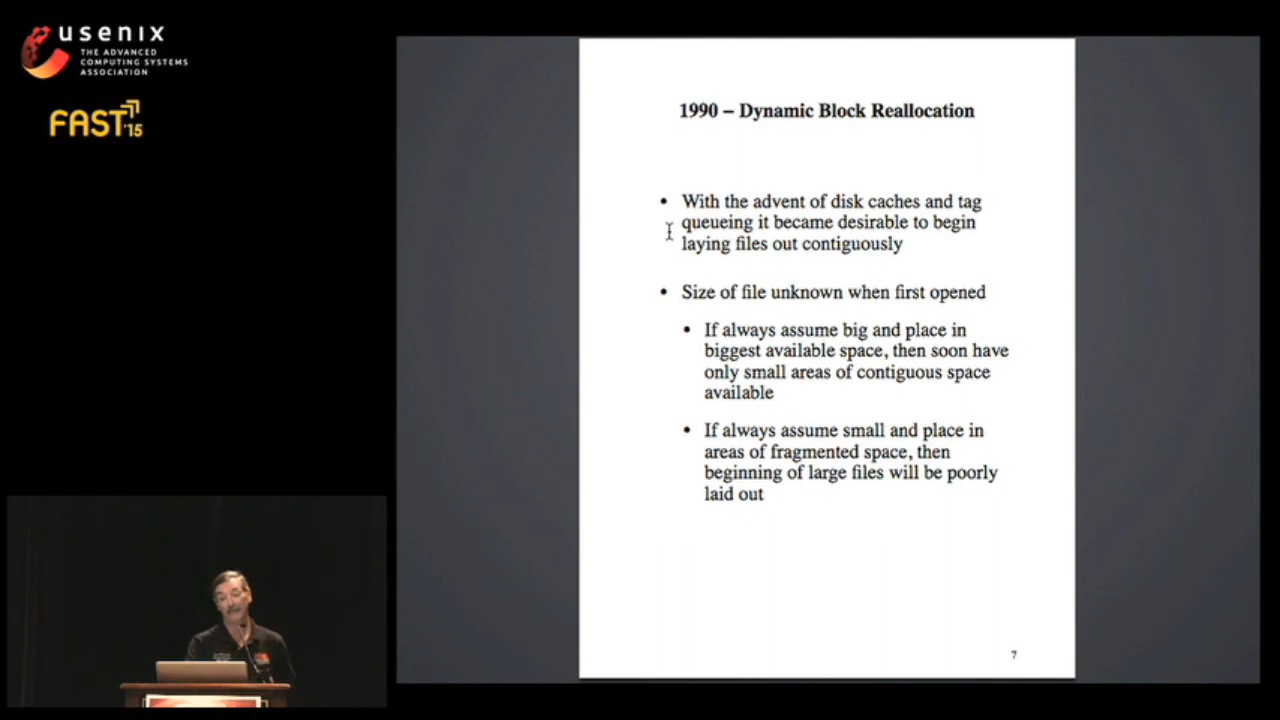 usenix
THE ADVANCED
COMPUTING SYSTEMS
ASSOCIATION
FAST'15
1990 – Dynamic Block Reallocation
• With the advent of disk caches and tag
queueing it became desirable to begin
laying files out contiguously
• Size of file unknown when first opened
• If always assume big and place in
biggest available space, then soon have
only small areas of contiguous space
available
• If always assume small and place in
areas of fragmented space, then
beginning of large files will be poorly
laid out
7